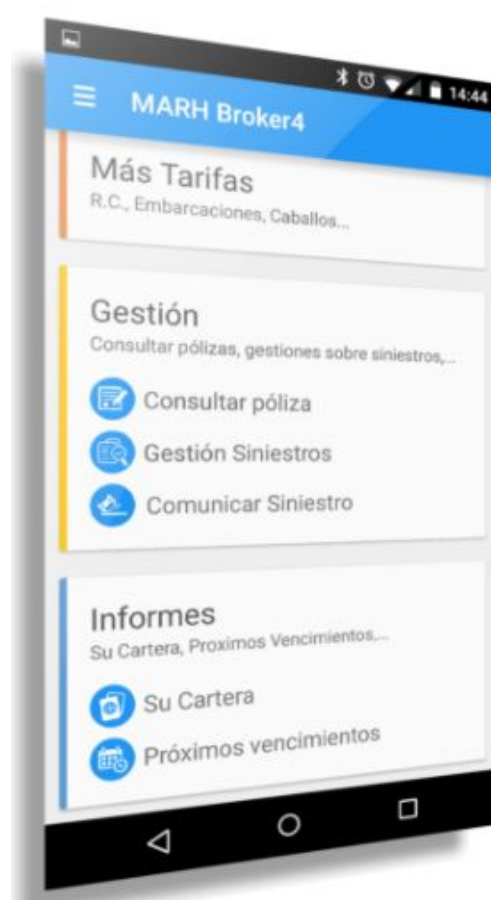 14:44
MARH Broker4
Más Tarifas
R.C., Embarcaciones, Caballos...
Gestión
Consultar pólizas, gestiones sobre siniestros,...
Consultar póliza
Gestión Siniestros
Comunicar Siniestro
Informes
Su Cartera, Proximos Vencimientos,...
Su Cartera
Próximos vencimientos